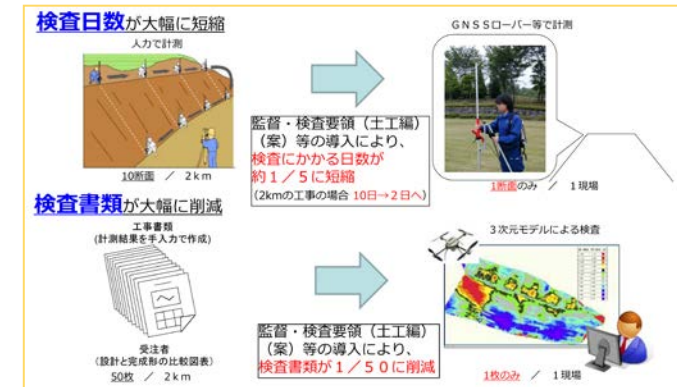 検査日数が大幅に短縮
人力で計測
10断面 / 2km
監督・検査要領(土工編)
(案)等の導入により、
検査にかかる日数が
約1/5に短縮
(2kmの工事の場合 10日→2日へ)
GNSSローバー等で計測
1断面のみ / 1現場
検査書類が大幅に削減
工事書類
(計測結果を手入力で作成)
受注者
(設計と完成形の比較図表)
50枚 / 2km
監督・検査要領(土工編)
(案)等の導入により、
検査書類が1/50に削減
3次元モデルによる検査
1枚のみ / 1現場